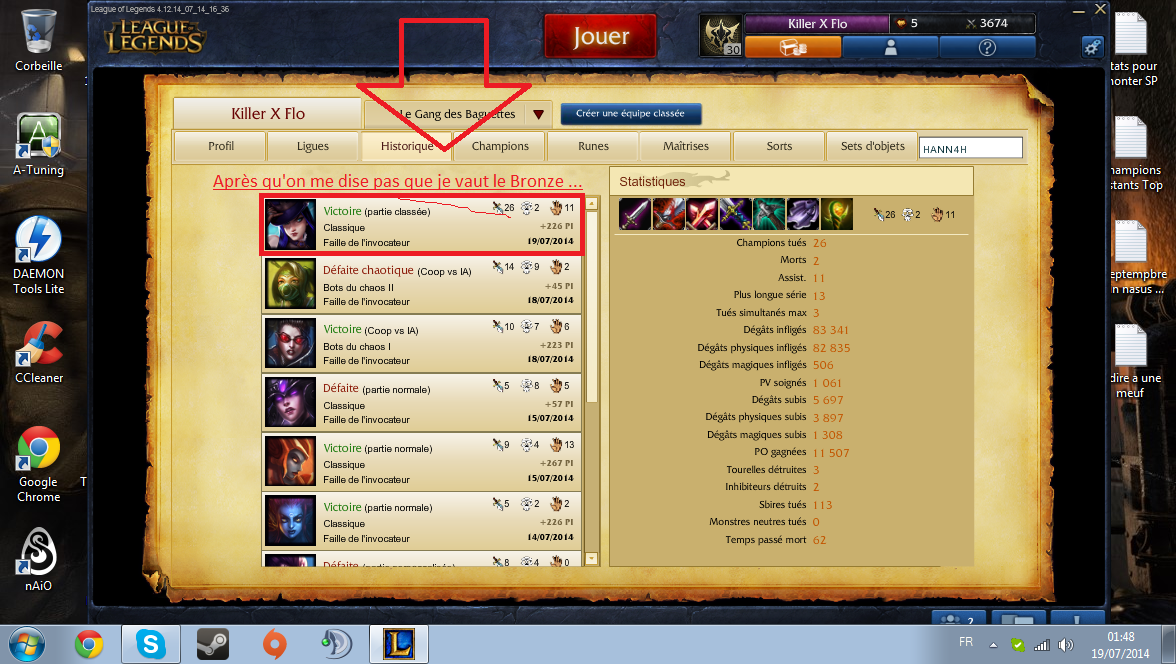 League of Legends 4.12.14_07_14_16_36
LEAGUE OF LEGENDS
Jouer
30
Killer X Flo
5
3674
Corbeille
A-Tuning
DAEMON
Tools Lite
CCleaner
Google
Chrome
nAiO
Killer X Flo
Le Gang des Baguettes
Créer une équipe classée
Profil
Ligues
Historique
Champions
Runes
Maîtrises
Sorts
Sets d'objets
HANN4H
Après qu'on me dise pas que je vaut le Bronze ...
Victoire (partie classée) 26 2 11
Classique +226 PI
Faille de l'invocateur 19/07/2014
Défaite chaotique (Coop vs IA) 14 9 2
Bots du chaos II +45 PI
Faille de l'invocateur 18/07/2014
Victoire (Coop vs IA) 10 7 6
Bots du chaos I +223 PI
Faille de l'invocateur 18/07/2014
Défaite (partie normale) 5 8 5
Classique +57 PI
Faille de l'invocateur 15/07/2014
Victoire (partie normale) 9 4 13
Classique +267 PI
Faille de l'invocateur 15/07/2014
Victoire (partie normale) 5 2 2
Classique +226 PI
Faille de l'invocateur 14/07/2014
Défaite 8 4 0
Statistiques
26 2 11
Champions tués 26
Morts 2
Assist. 11
Plus longue série 13
Tués simultanés max 3
Dégâts infligés 83 341
Dégâts physiques infligés 82 835
Dégâts magiques infligés 506
PV soignés 1 061
Dégâts subis 5 697
Dégâts physiques subis 3 897
Dégâts magiques subis 1 308
PO gagnées 11 507
Tourelles détruites 3
Inhibiteurs détruits 2
Sbires tués 113
Monstres neutres tués 0
Temps passé mort 62
tats pour
onter SP
hampions
stants Top
eptembre
in nasus ...
dire a une
meuf
2
FR
01:48
19/07/2014